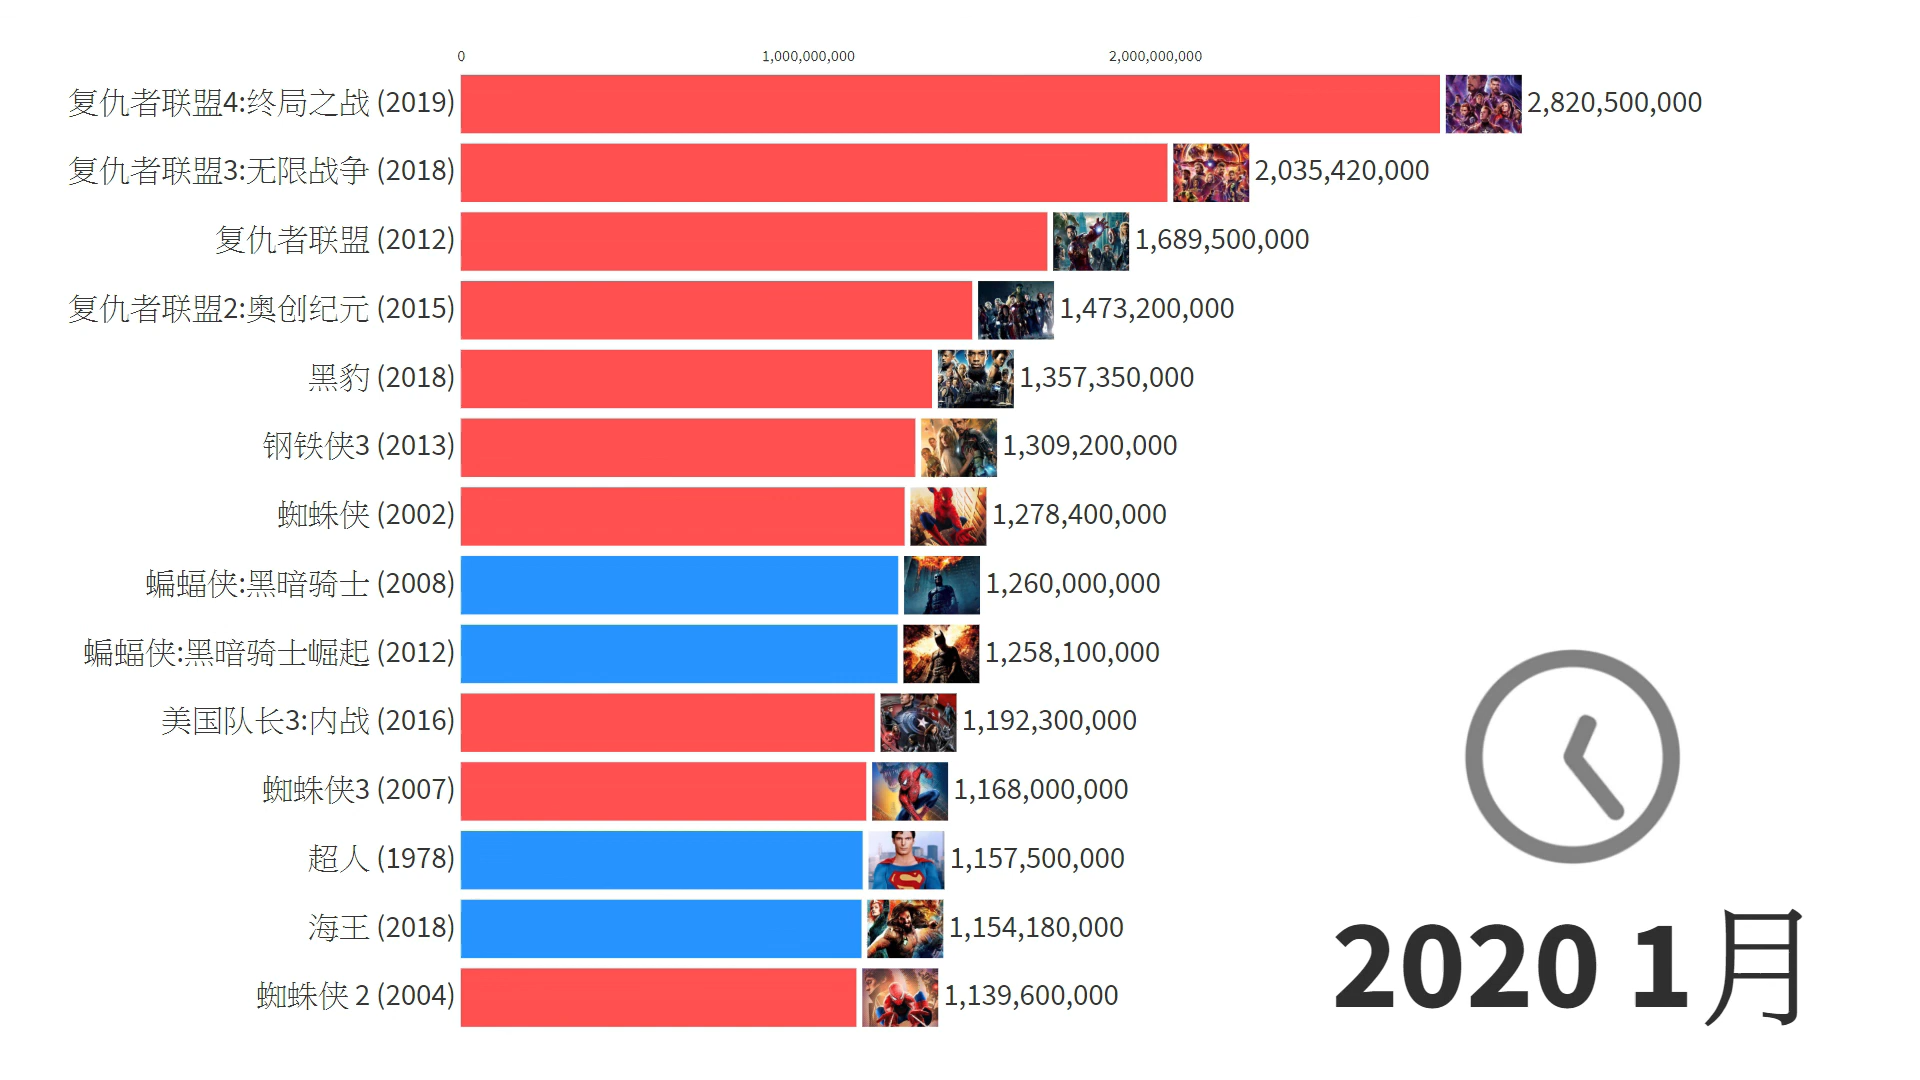 0 1,000,000,000 2,000,000,000
复仇者联盟4:终局之战 (2019) 2,820,500,000
复仇者联盟3:无限战争 (2018) 2,035,420,000
复仇者联盟 (2012) 1,689,500,000
复仇者联盟2:奥创纪元 (2015) 1,473,200,000
黑豹 (2018) 1,357,350,000
钢铁侠3 (2013) 1,309,200,000
蜘蛛侠 (2002) 1,278,400,000
蝙蝠侠:黑暗骑士 (2008) 1,260,000,000
蝙蝠侠:黑暗骑士崛起 (2012) 1,258,100,000
美国队长3:内战 (2016) 1,192,300,000
蜘蛛侠3 (2007) 1,168,000,000
超人 (1978) 1,157,500,000
海王 (2018) 1,154,180,000
蜘蛛侠 2 (2004) 1,139,600,000
2020 1月